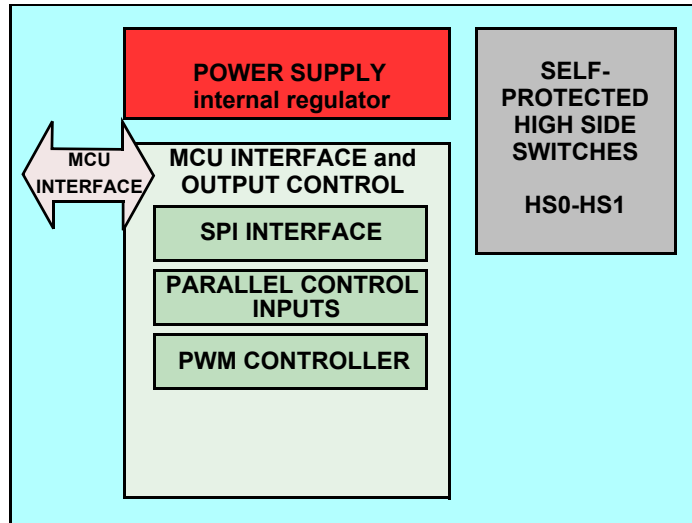 POWER SUPPLY
internal regulator
SELF-
PROTECTED
HIGH SIDE
SWITCHES
HS0-HS1
MCU
INTERFACE
MCU INTERFACE and
OUTPUT CONTROL
SPI INTERFACE
PARALLEL CONTROL
INPUTS
PWM CONTROLLER